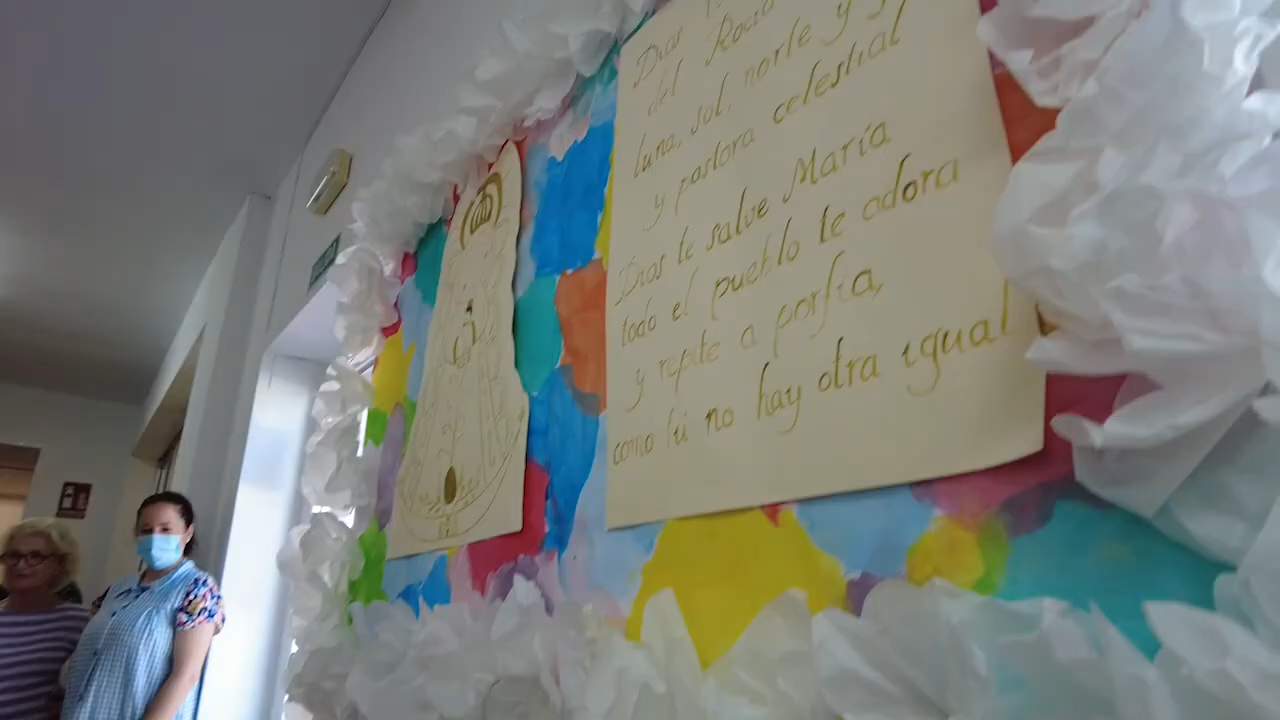 Dios
del Rocío
luna, sol, norte y
y pastora celestial
Dios te salve María
todo el pueblo te adora
y repite a porfía,
como tú no hay otra igual